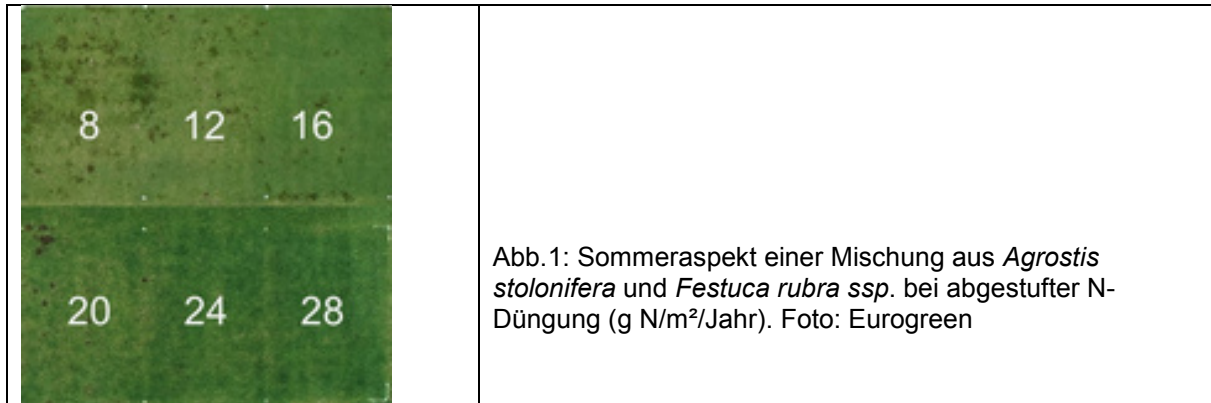 8 12 16
20 24 28
Abb.1: Sommeraspekt einer Mischung aus Agrostis
stolonifera und Festuca rubra ssp. bei abgestufter N-
Düngung (g N/m²/Jahr). Foto: Eurogreen